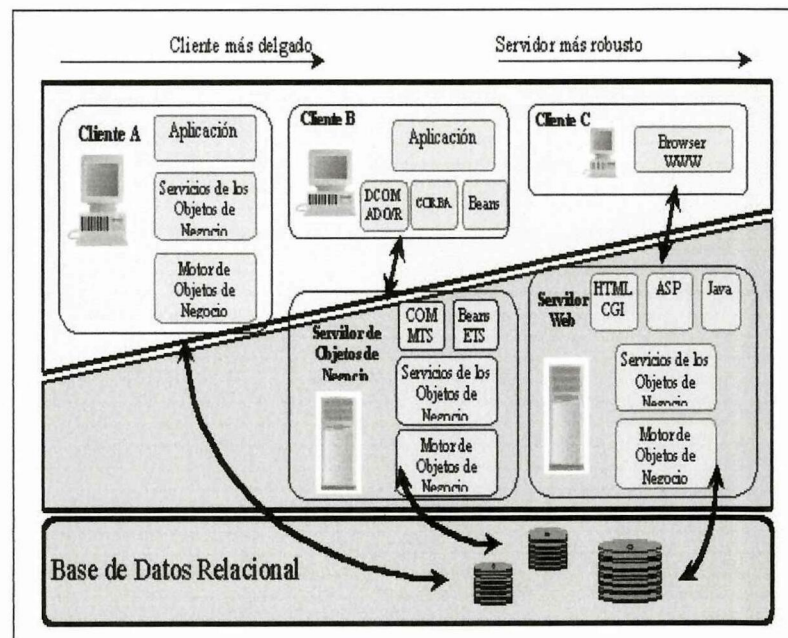 Cliente más delgado
Servidor más robusto
Cliente A
Aplicación
Servicios de los
Objetos de
Negocio
Motor de
Objetos de
Negocio
Cliente B
Aplicación
DCOM
ADO/R
CORBA
Beans
Cliente C
Browser
WWW
Servidor de
Objetos de
Negocio
COM
MTS
Beans
ETS
Servicios de los
Objetos de
Negocio
Motor de
Objetos de
Negocio
Servidor
Web
HTML
CGI
ASP
Java
Servicios de los
Objetos de
Negocio
Motor de
Objetos de
Negocio
Base de Datos Relacional